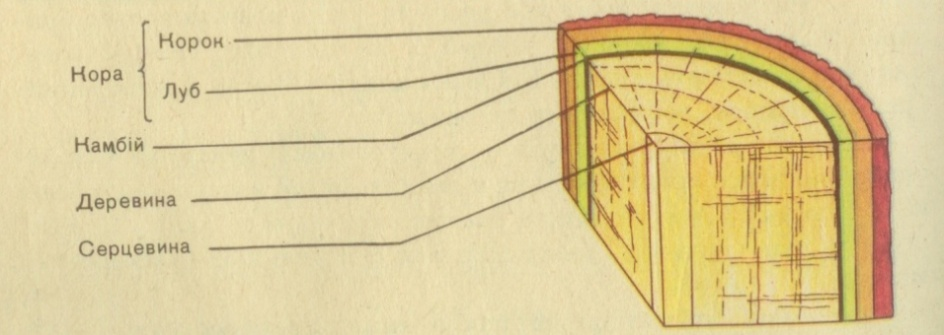 Корок
Кора
Луб
Камбій
Деревина
Серцевина